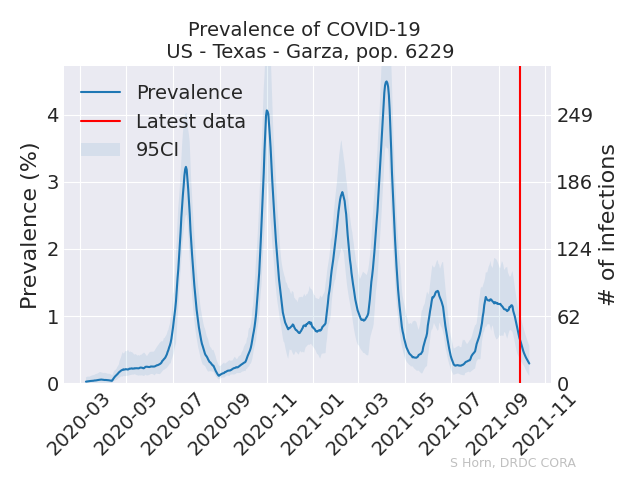 Prevalence of COVID-19
US - Texas - Garza, pop. 6229
Prevalence
Latest data
95CI
Prevalence (%)
4
3
2
1
0
249
186
124
62
0
# of infections
2020-03
2020-05
2020-07
2020-09
2020-11
2021-01
2021-03
2021-05
2021-07
2021-09
2021-11
S Horn, DRDC CORA